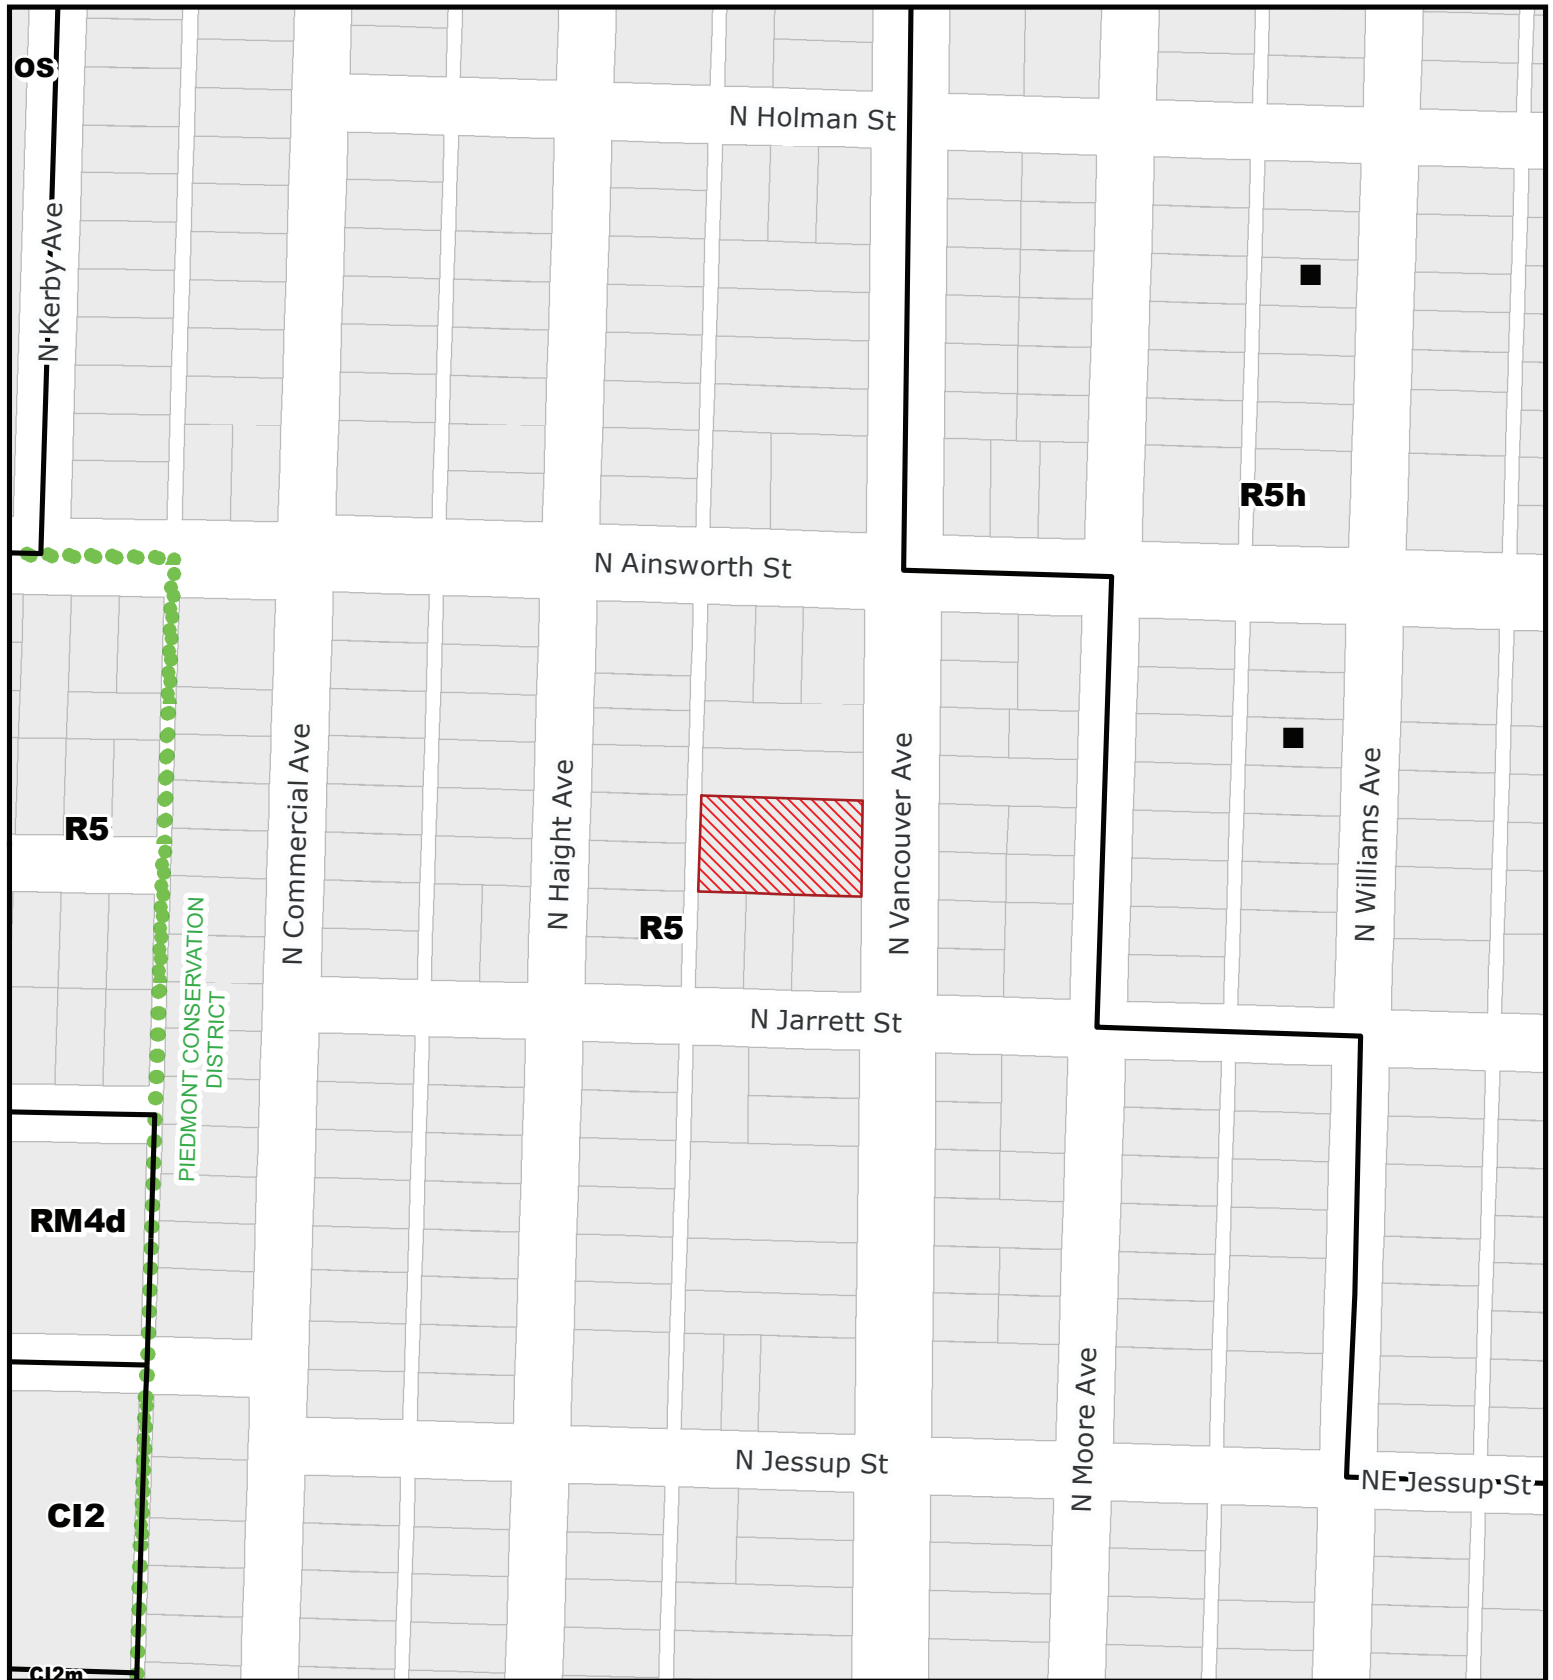 OS
N Holman St
N Kerby Ave
R5h
N Ainsworth St
N Commercial Ave
N Haight Ave
N Vancouver Ave
N Williams Ave
R5
R5
PIEDMONT CONSERVATION
DISTRICT
N Jarrett St
RM4d
N Moore Ave
N Jessup St
NE Jessup St
CI2
CI2m